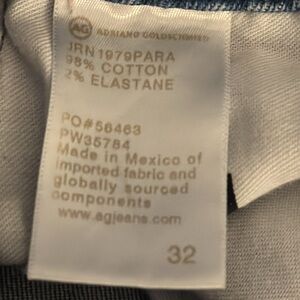 AG ADRIANO GOLDSCHMIED
JRN1979PARA
98% COTTON
2% ELASTANE
PO#56463
PW35784
Made in Mexico of
imported fabric and
globally sourced
components
www.agjeans.com
32